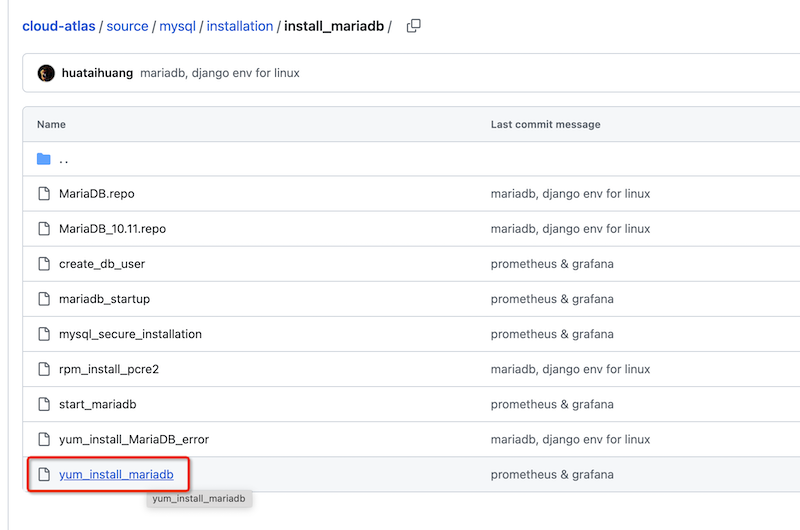 cloud-atlas / source / mysql / installation / install_mariadb /
huataihuang mariadb, django env for linux
Name Last commit message
..
MariaDB.repo mariadb, django env for linux
MariaDB_10.11.repo mariadb, django env for linux
create_db_user prometheus & grafana
mariadb_startup prometheus & grafana
mysql_secure_installation prometheus & grafana
rpm_install_pcre2 mariadb, django env for linux
start_mariadb prometheus & grafana
yum_install_MariaDB_error mariadb, django env for linux
yum_install_mariadb prometheus & grafana
yum_install_mariadb